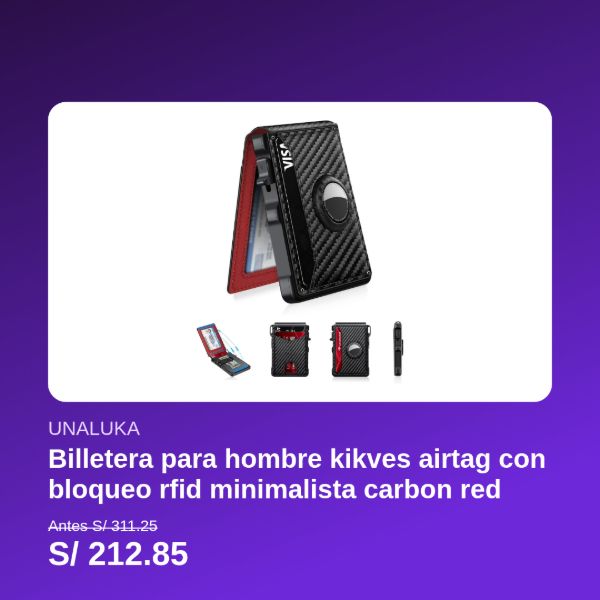 VISA
UNALUKA
Billetera para hombre kikves airtag con
bloqueo rfid minimalista carbon red
Antes S/ 311.25
S/ 212.85